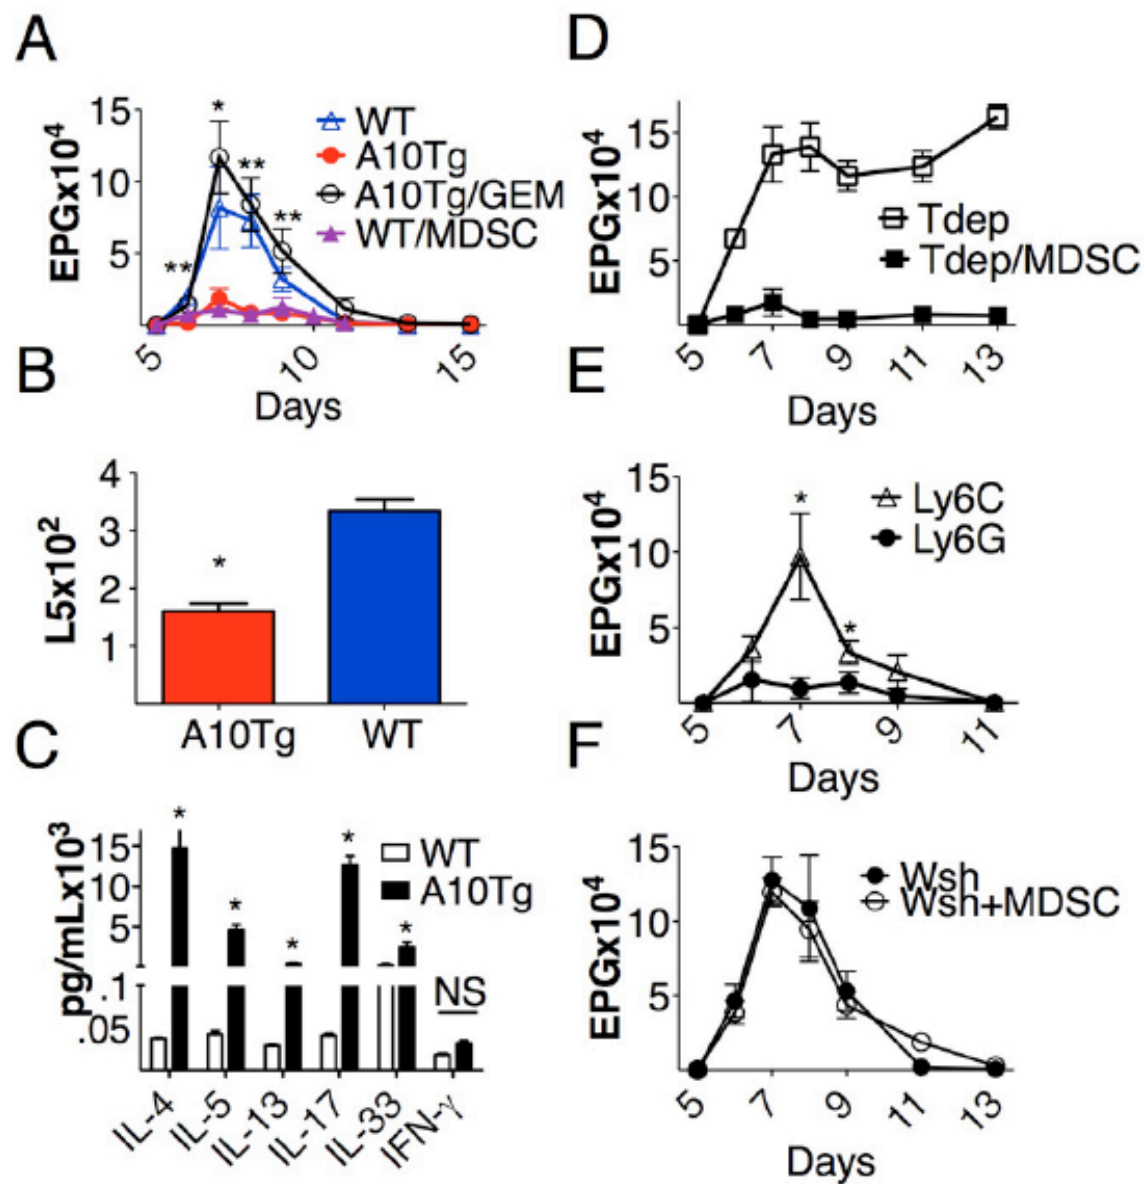 A
EPGx10⁴
15
10
5
* ** ** **
WT
A10Tg
A10Tg/GEM
WT/MDSC
5 10 15
Days
B
L5x10²
4
3
2
1
*
A10Tg WT
C
pg/mLx10³
15
10
5
.1
.05
* * * * *
NS
WT
A10Tg
IL-4 IL-5 IL-13 IL-17 IL-33 IFN-γ
D
EPGx10⁴
15
10
5
Tdep
Tdep/MDSC
5 7 9 11 13
Days
E
EPGx10⁴
15
10
5
* *
Ly6C
Ly6G
5 7 9 11
Days
F
EPGx10⁴
15
10
5
Wsh
Wsh+MDSC
5 7 9 11 13
Days